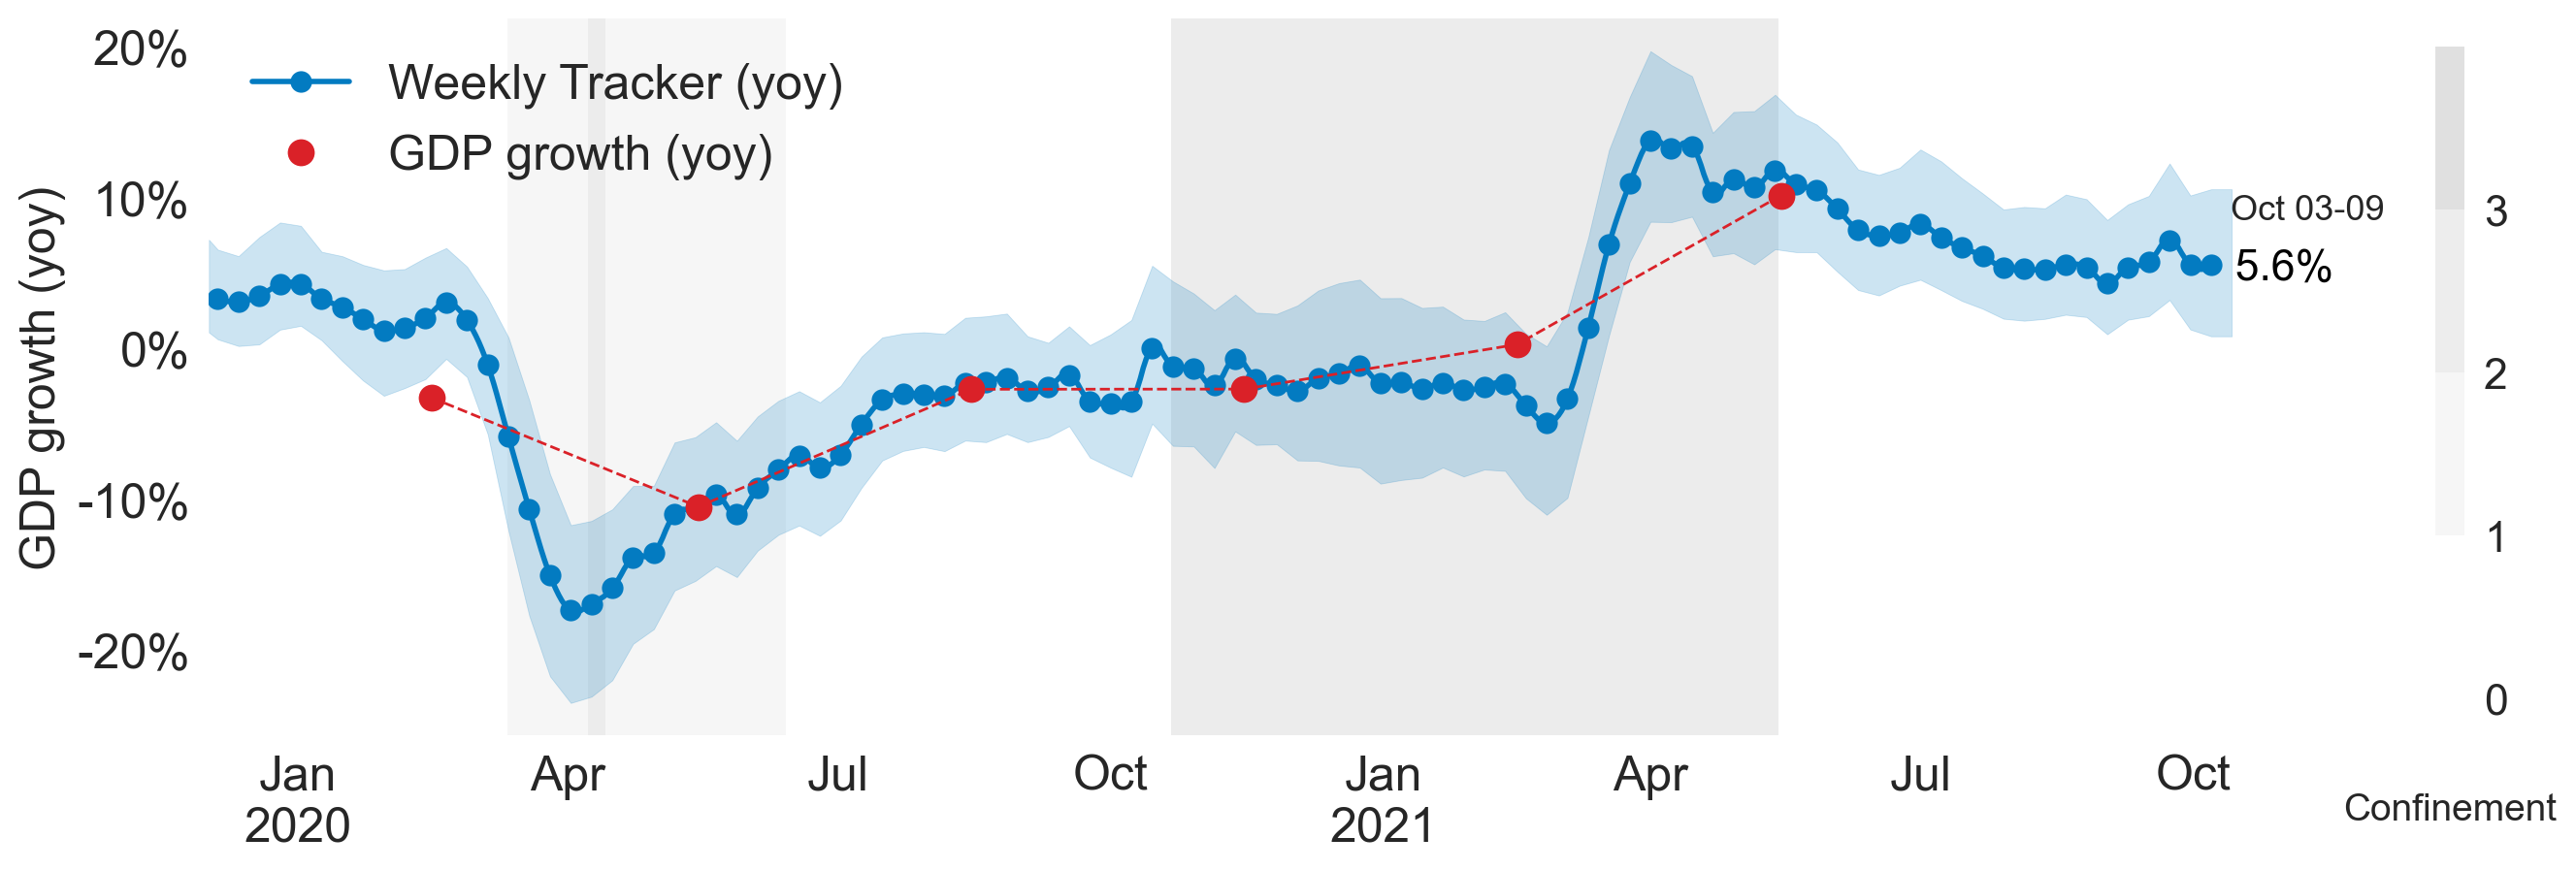 GDP growth (yoy)
20%
10%
0%
-10%
-20%
Weekly Tracker (yoy)
GDP growth (yoy)
Oct 03-09
5.6%
3
2
1
0
Jan
2020
Apr
Jul
Oct
Jan
2021
Apr
Jul
Oct
Confinement